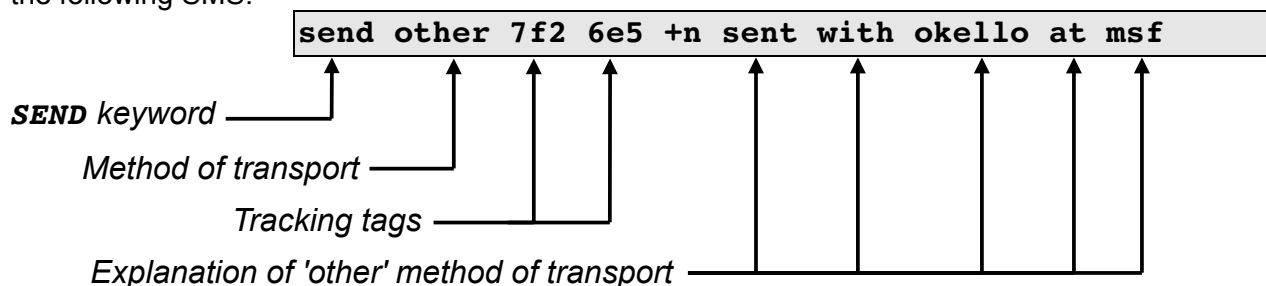 the following SMS:
send other 7f2 6e5 +n sent with okello at msf
SEND keyword
Method of transport
Tracking tags
Explanation of 'other' method of transport